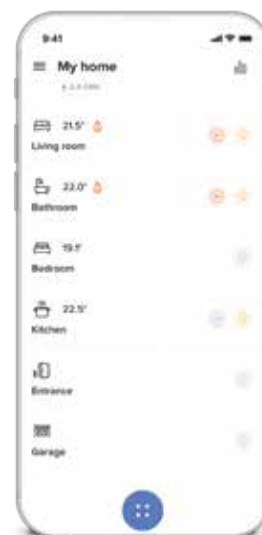 9:41
My home
21.5°
Living room
22.0°
Bathroom
19.1°
Bedroom
22.5°
Kitchen
Entrance
Garage